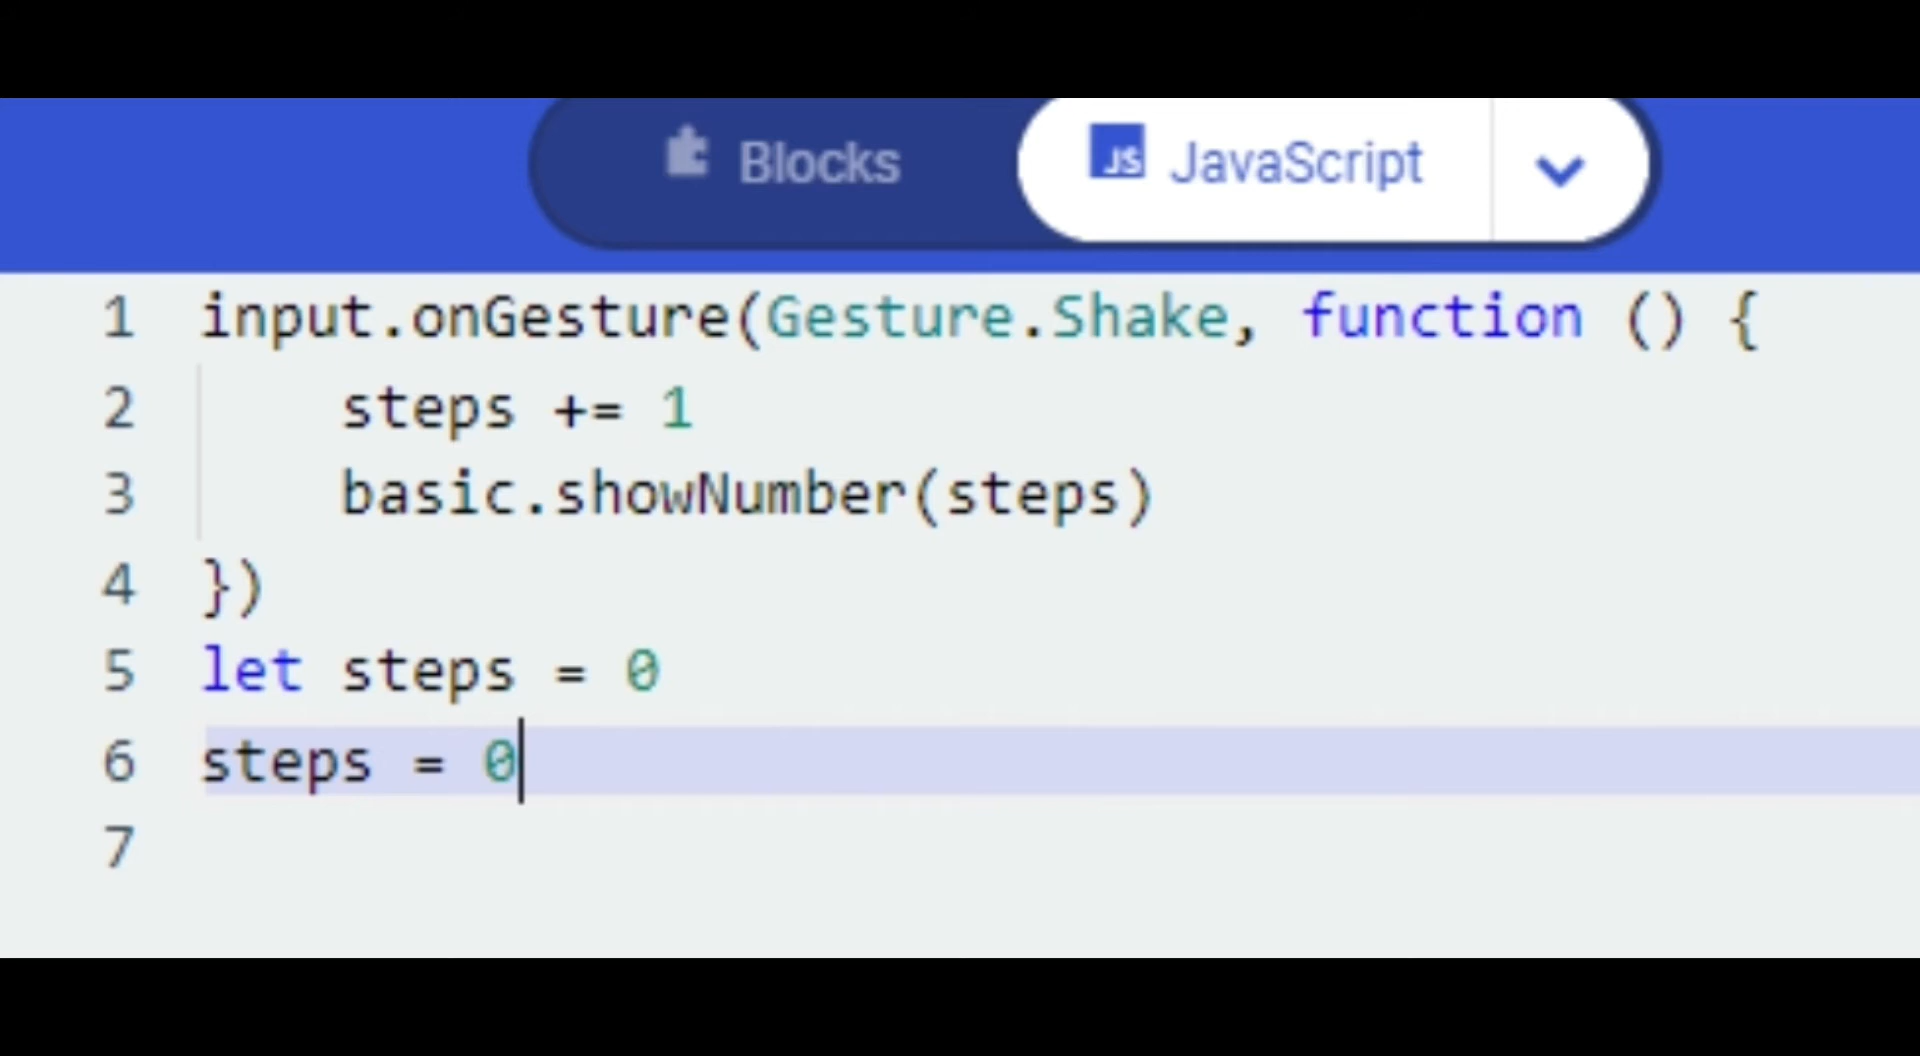 Blocks
JS JavaScript
1 input.onGesture(Gesture.Shake, function () {
2     steps += 1
3     basic.showNumber(steps)
4 })
5 let steps = 0
6 steps = 0
7